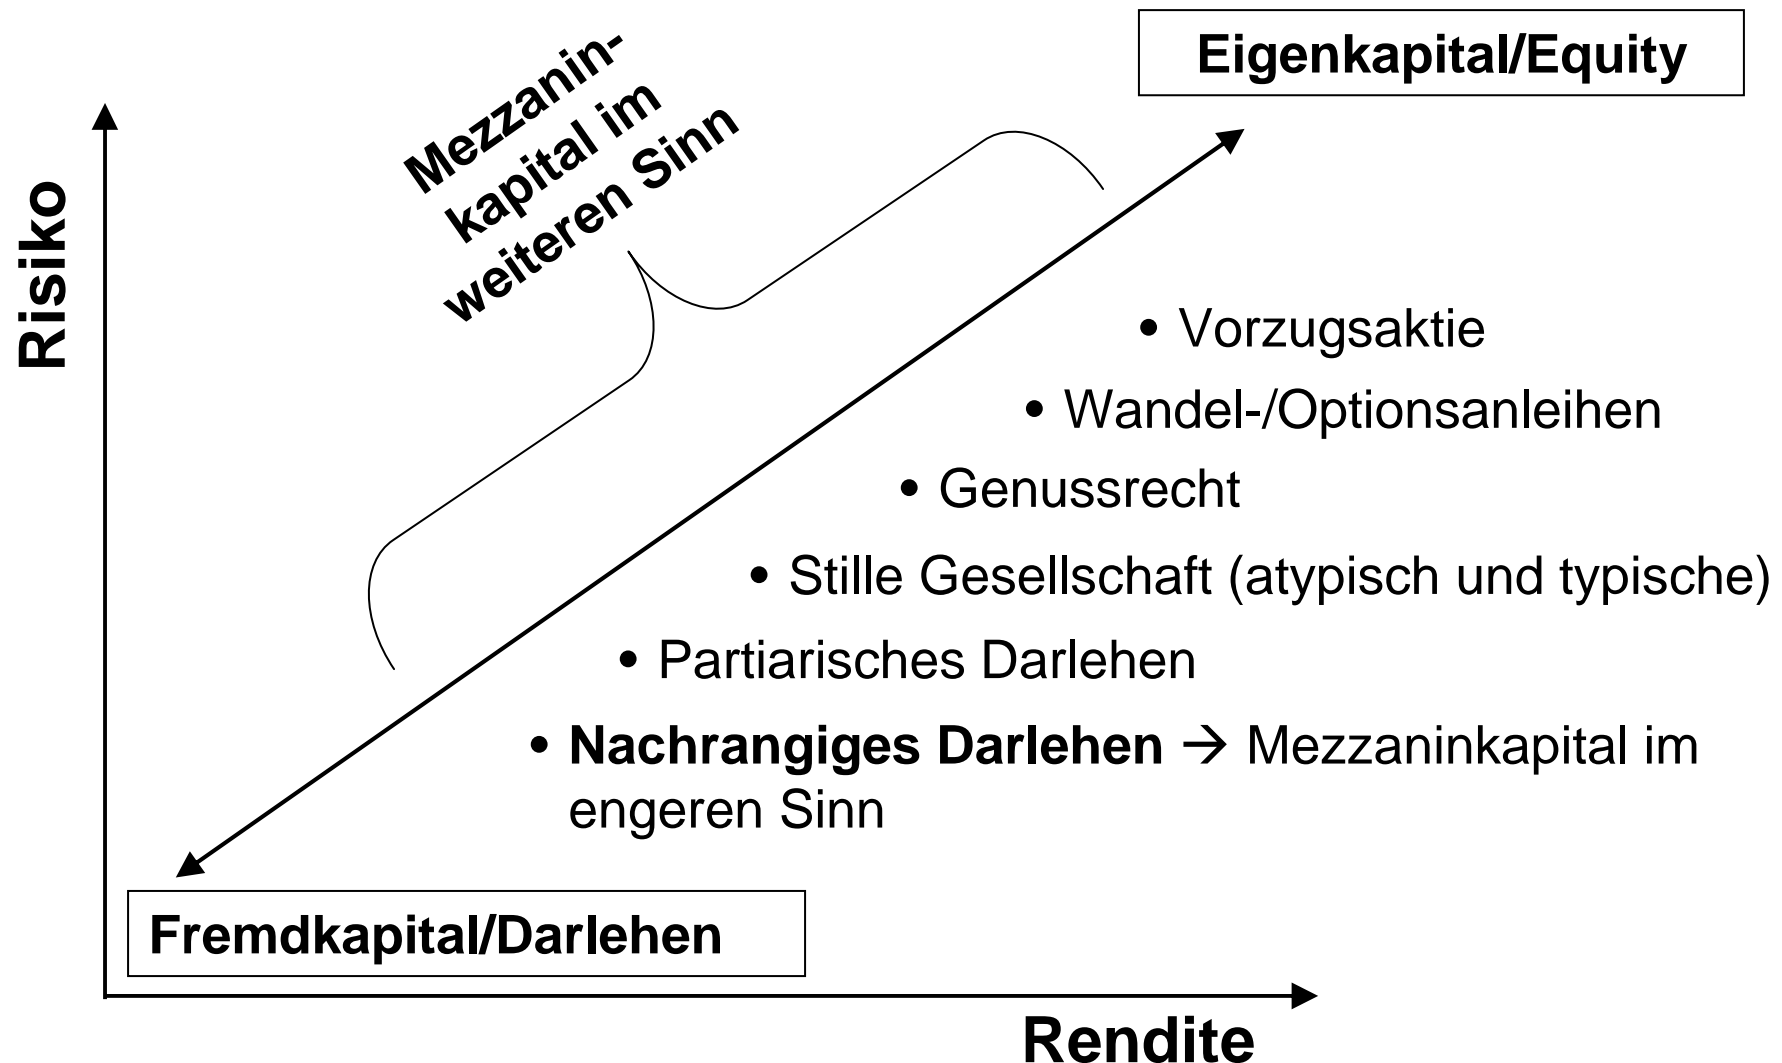 Eigenkapital/Equity
Mezzanin-
kapital im
weiteren Sinn
Risiko
• Vorzugsaktie
• Wandel-/Optionsanleihen
• Genussrecht
• Stille Gesellschaft (atypisch und typische)
• Partiarisches Darlehen
• Nachrangiges Darlehen → Mezzaninkapital im
engeren Sinn
Fremdkapital/Darlehen
Rendite